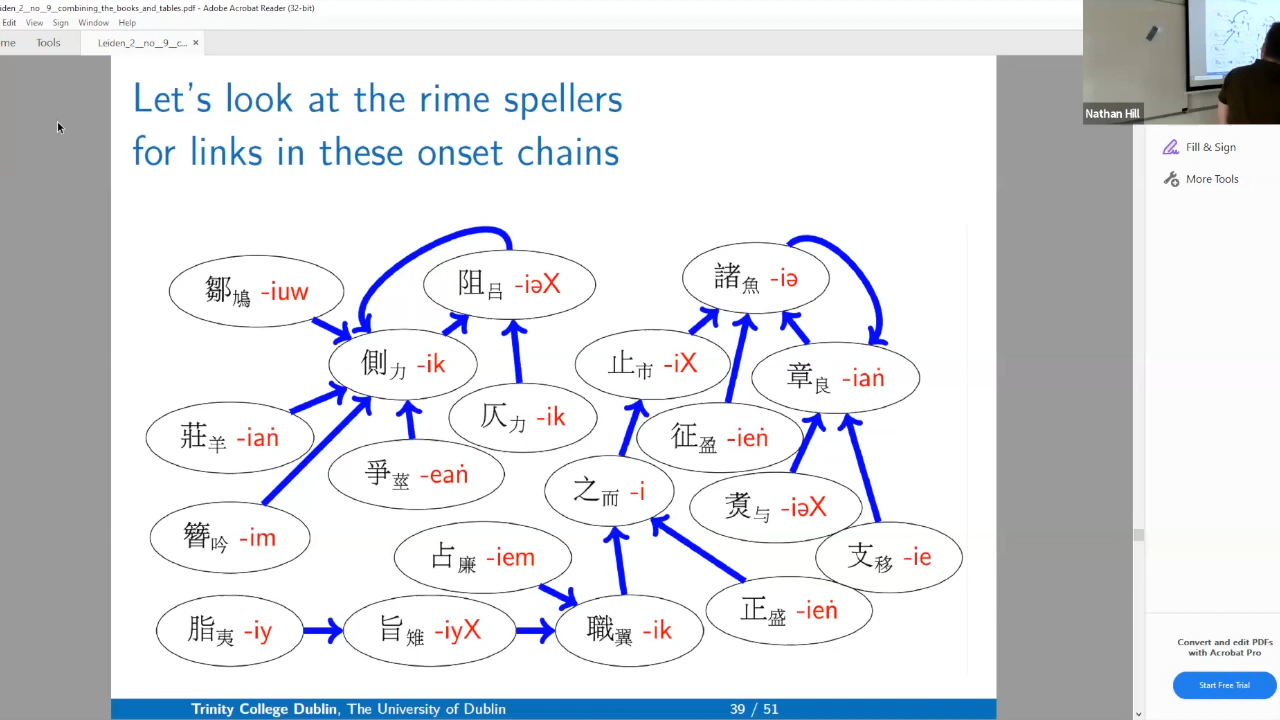 eiden_2__no__9__combining_the_books_and_tables.pdf - Adobe Acrobat Reader (32-bit)
Edit View Sign Window Help
me Tools Leiden_2__no__9__c... ×
Let's look at the rime spellers
for links in these onset chains
鄒鳩 -iuw
阻吕 -iəX
諸魚 -iə
側力 -ik
止市 -iX
章良 -iaṅ
莊羊 -iaṅ
仄力 -ik
征盈 -ieṅ
爭莖 -eaṅ
之而 -i
煑与 -iəX
簪吟 -im
占廉 -iem
支移 -ie
脂夷 -iy
旨雉 -iyX
職翼 -ik
正盛 -ieṅ
Trinity College Dublin, The University of Dublin 39 / 51
Nathan Hill
Fill & Sign
More Tools
Convert and edit PDFs
with Acrobat Pro
Start Free Trial